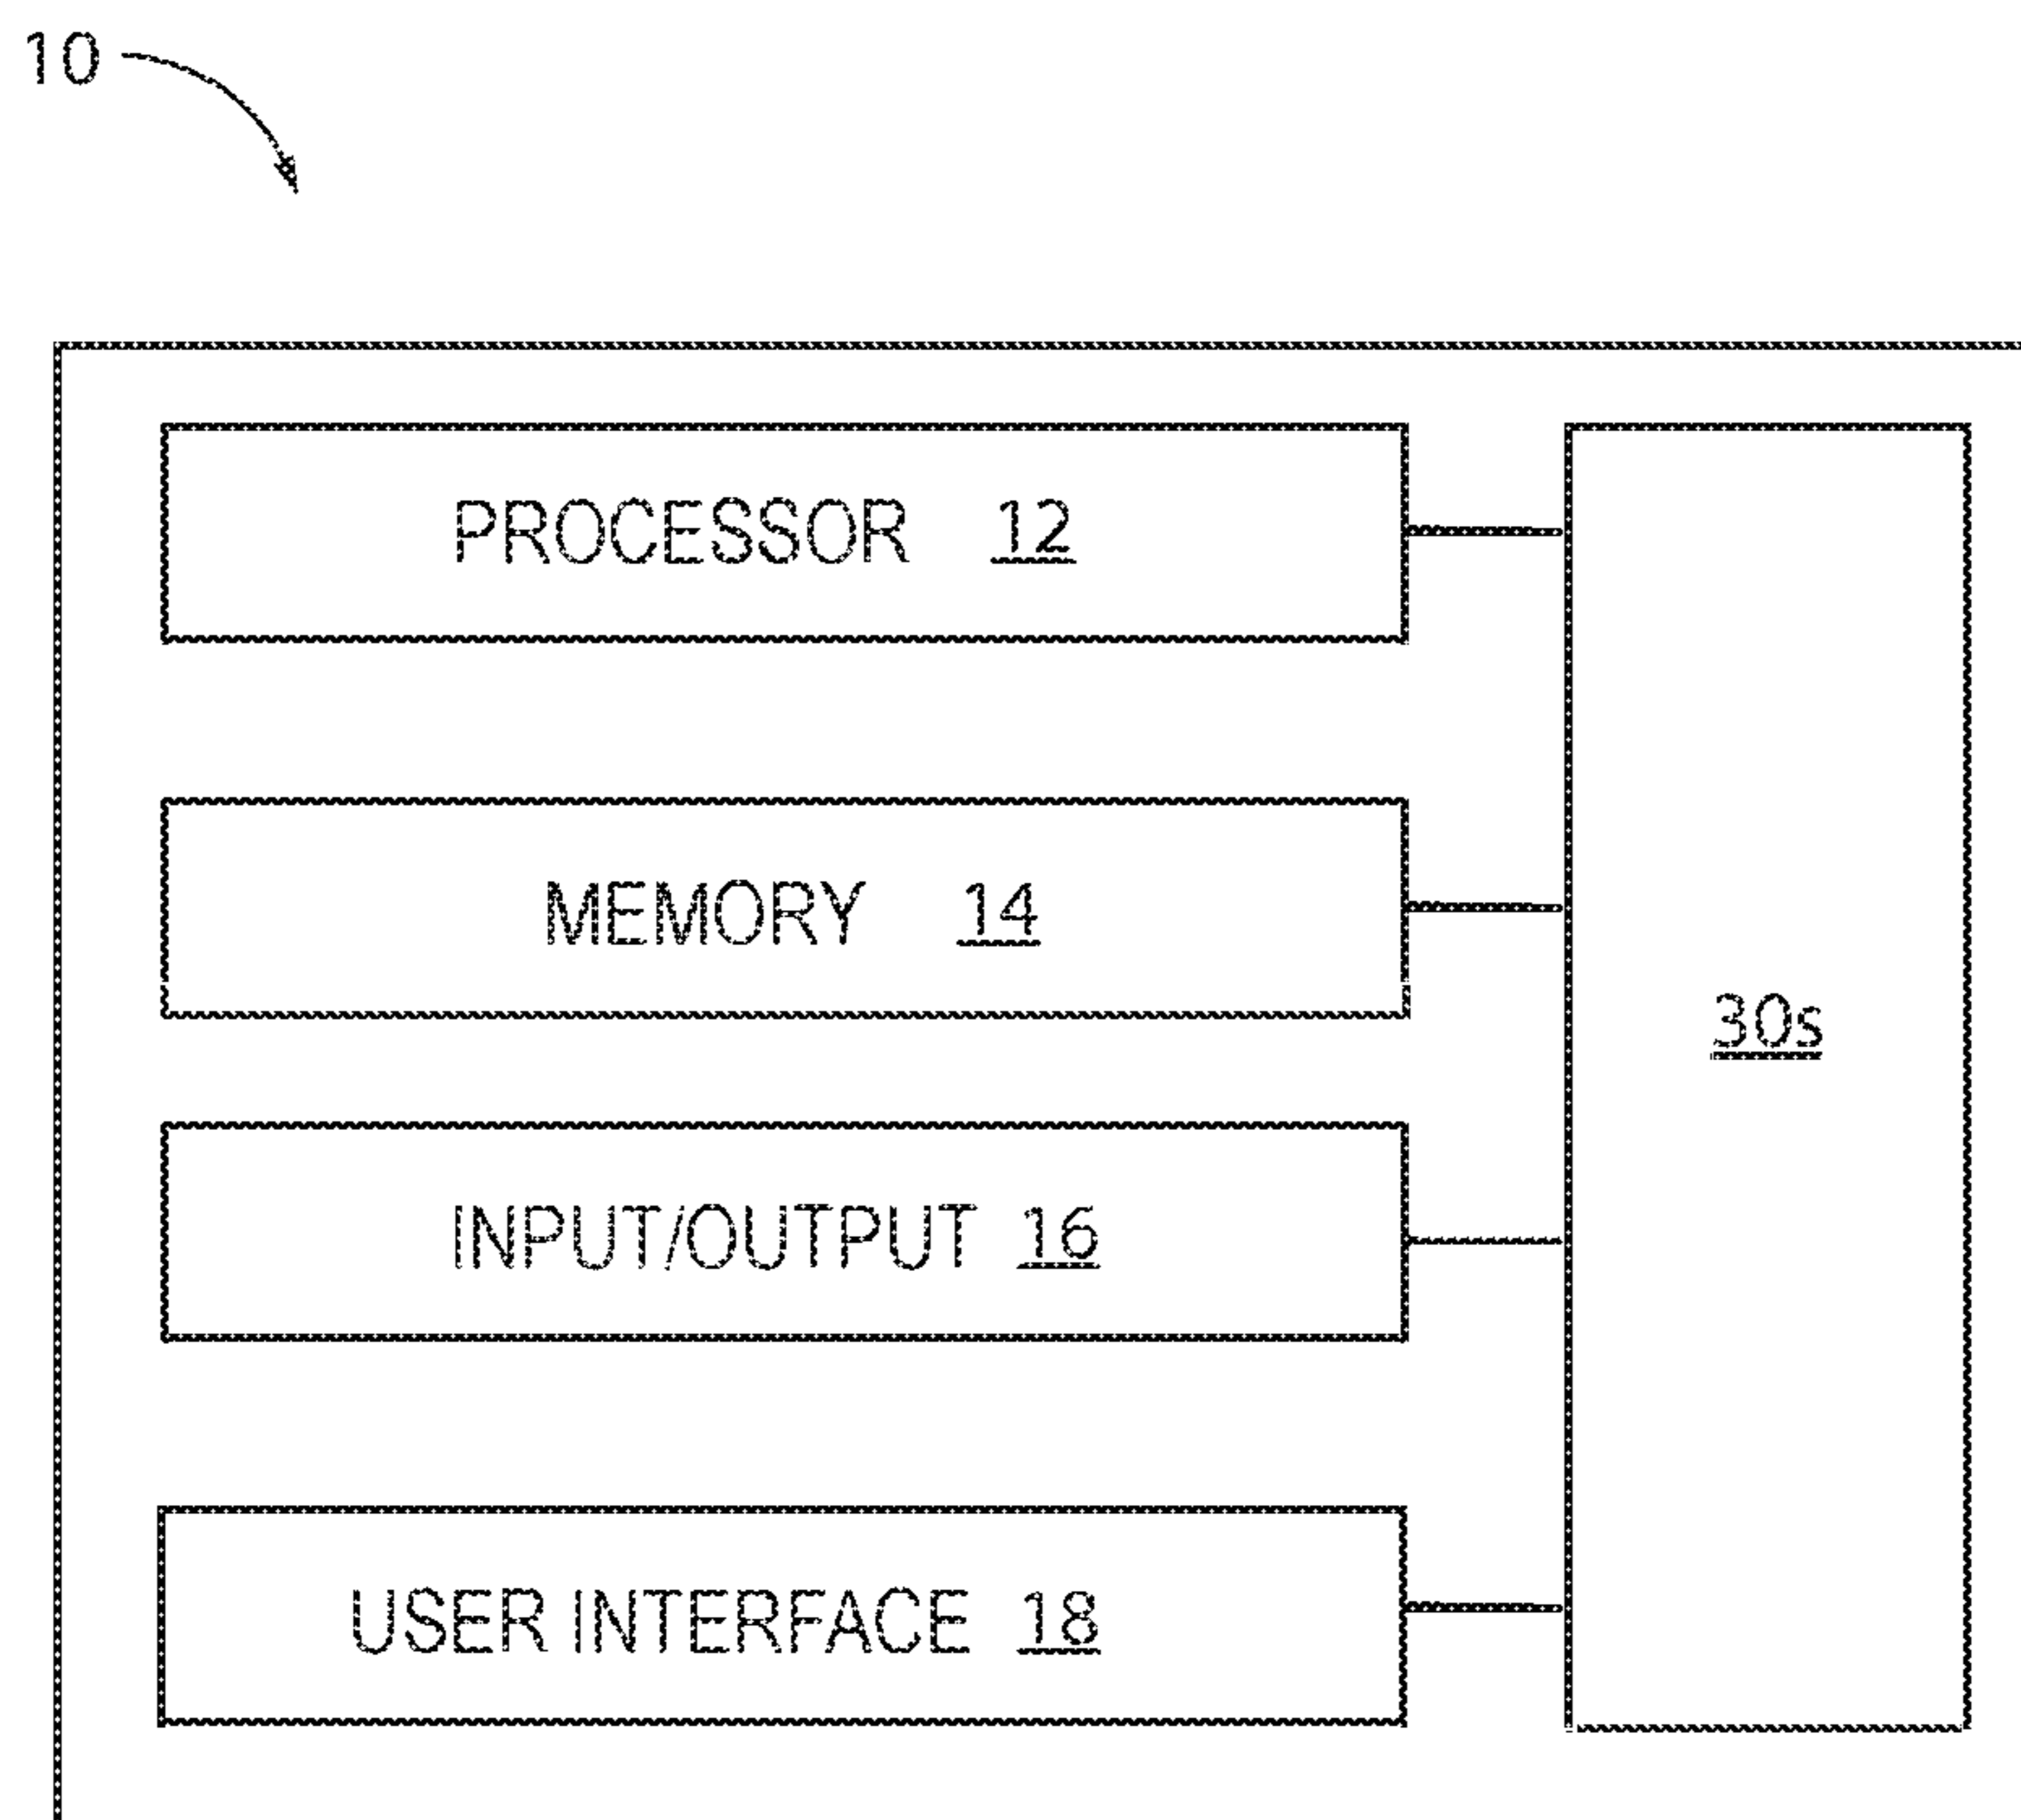 10
PROCESSOR 12
MEMORY 14
30s
INPUT/OUTPUT 16
USER INTERFACE 18